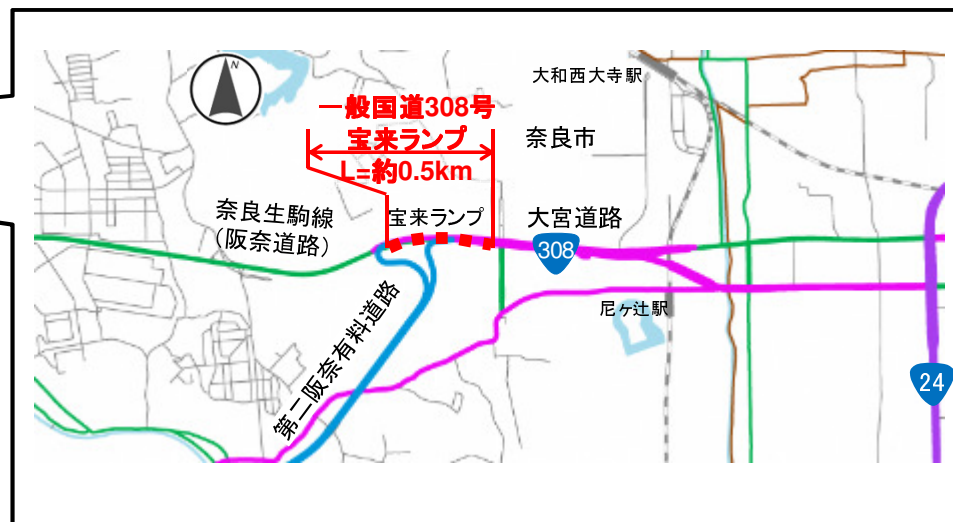 大和西大寺駅
N
一般国道308号
宝来ランプ
L=約0.5km
奈良市
奈良生駒線
（阪奈道路）
宝来ランプ
大宮道路
308
尼ヶ辻駅
第二阪奈有料道路
24